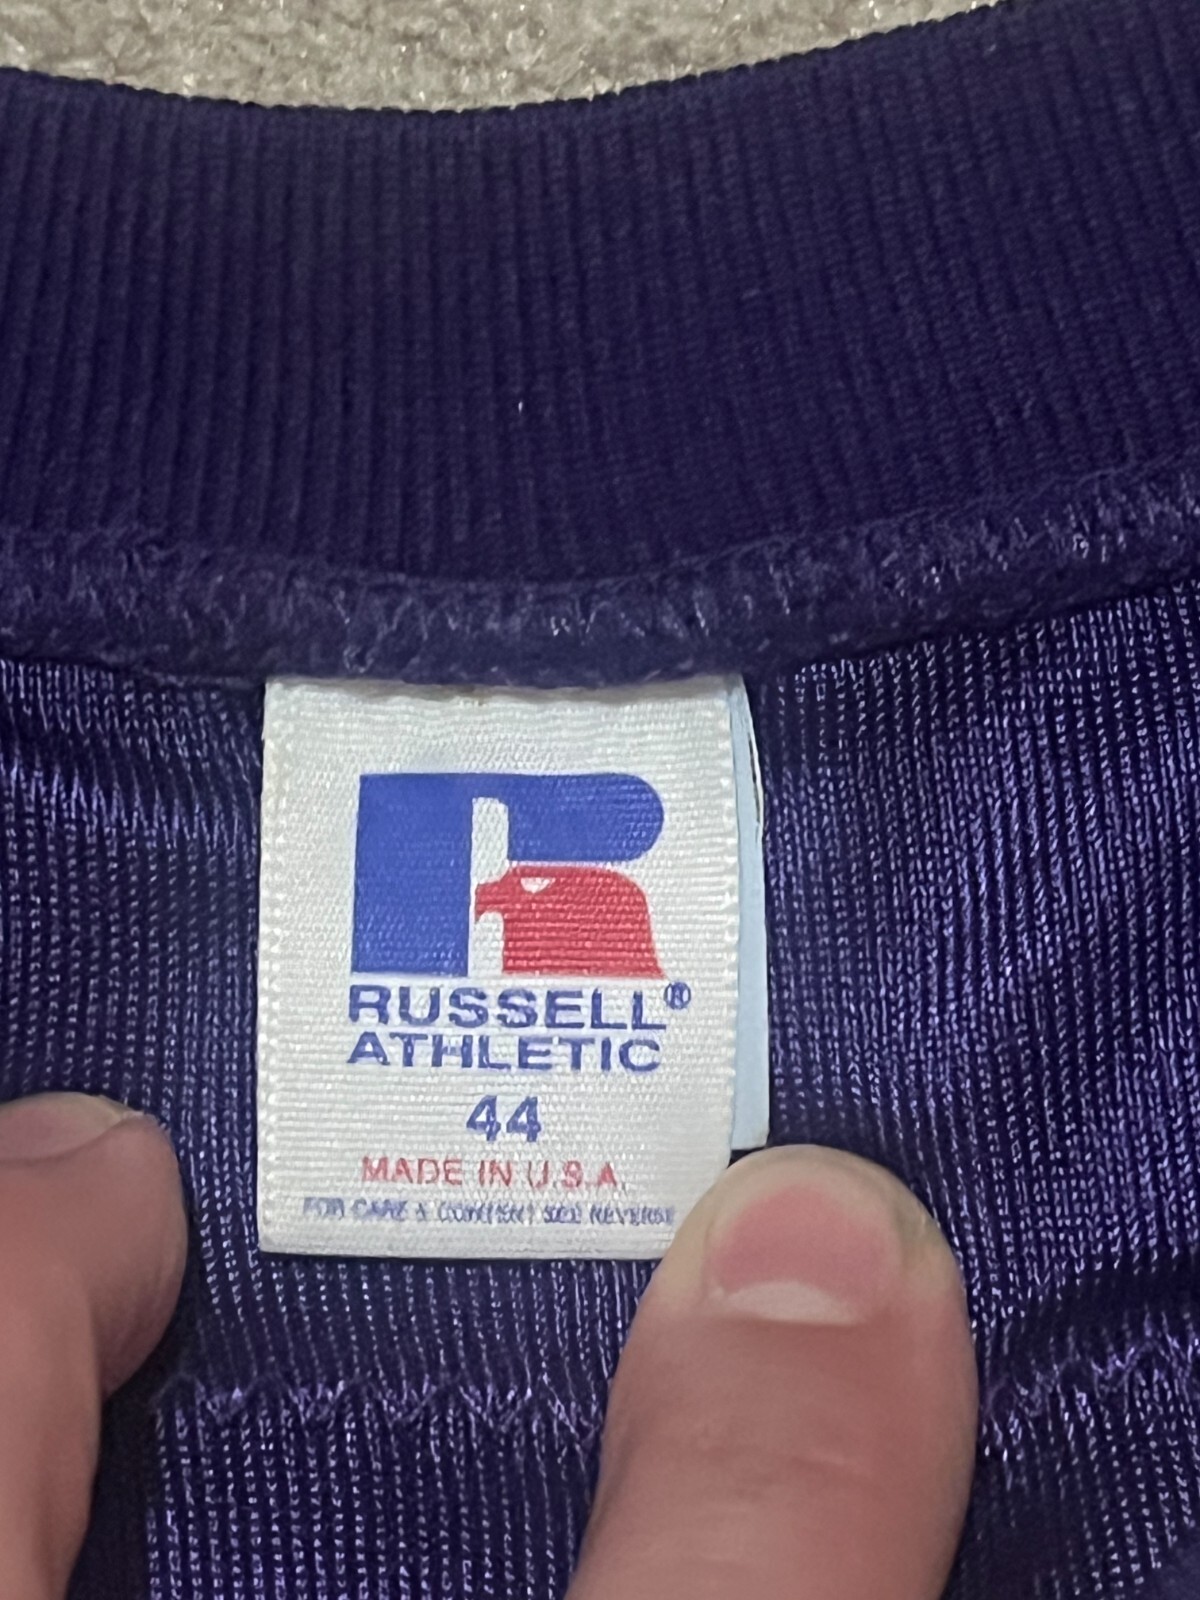 RUSSELL®
ATHLETIC
44
MADE IN U.S.A.
FOR CARE & CONTENT SEE REVERSE